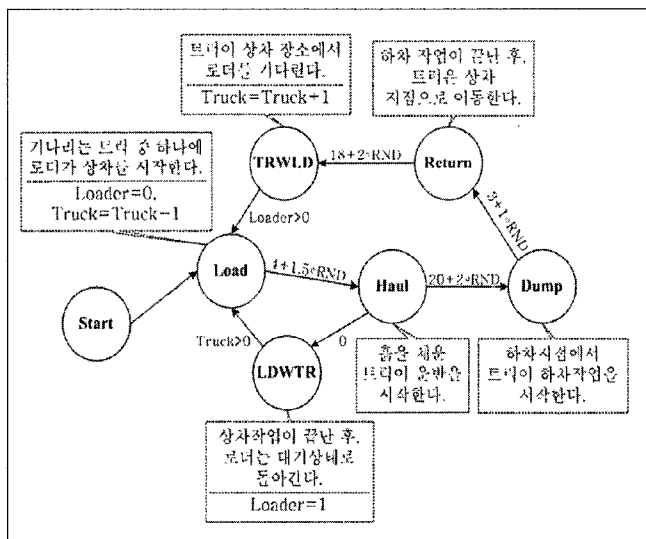 트럭이 상차 장소에서
로더를 기다린다.
Truck=Truck+1
하차 작업이 끝난 후,
트럭은 상차
지점으로 이동한다.
기다리는 트럭 중 하나에
로더가 상차를 시작한다.
Loader=0,
Truck=Truck-1
TRWLD
18+2*RND
Return
Loader>0
3+1*RND
Load
4+1.5*RND
Haul
20+2*RND
Dump
Start
Truck>0
0
LDWTR
흙을 채운
트럭이 운반을
시작한다.
하차지점에서
트럭이 하차작업을
시작한다.
상차작업이 끝난 후,
로더는 대기상태로
돌아간다.
Loader=1